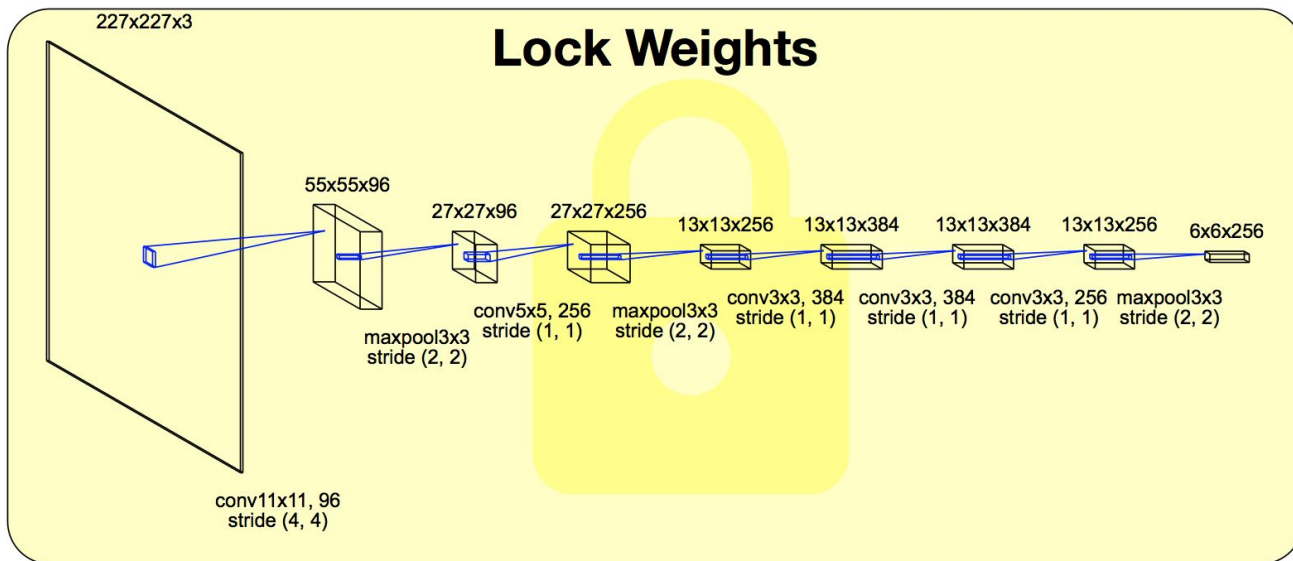 227x227x3
Lock Weights
55x55x96
27x27x96
27x27x256
13x13x256
13x13x384
13x13x384
13x13x256
6x6x256
conv11x11, 96
stride (4, 4)
maxpool3x3
stride (2, 2)
conv5x5, 256
stride (1, 1)
maxpool3x3
stride (2, 2)
conv3x3, 384
stride (1, 1)
conv3x3, 384
stride (1, 1)
conv3x3, 256
stride (1, 1)
maxpool3x3
stride (2, 2)